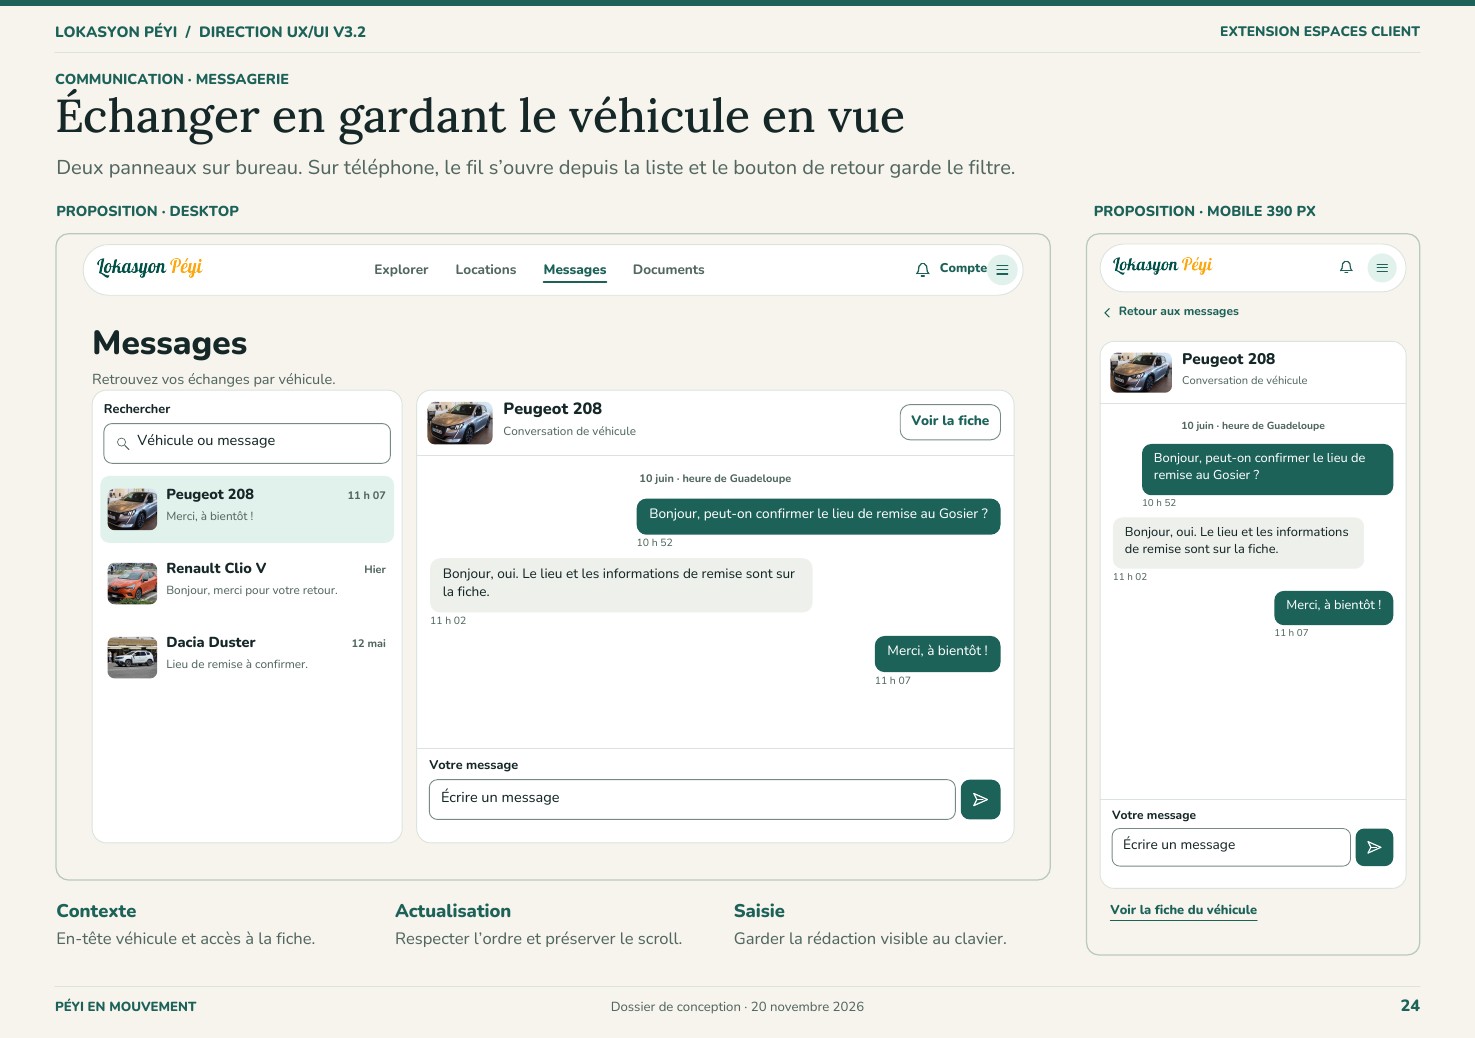 LOKASYON PÉYI / DIRECTION UX/UI V3.2
EXTENSION ESPACES CLIENT
COMMUNICATION · MESSAGERIE
Échanger en gardant le véhicule en vue
Deux panneaux sur bureau. Sur téléphone, le fil s’ouvre depuis la liste et le bouton de retour garde le filtre.
PROPOSITION · DESKTOP
Lokasyon Péyi
Explorer
Locations
Messages
Documents
Compte
Messages
Retrouvez vos échanges par véhicule.
Rechercher
Véhicule ou message
Peugeot 208
11 h 07
Merci, à bientôt !
Renault Clio V
Hier
Bonjour, merci pour votre retour.
Dacia Duster
12 mai
Lieu de remise à confirmer.
Peugeot 208
Conversation de véhicule
Voir la fiche
10 juin · heure de Guadeloupe
Bonjour, peut-on confirmer le lieu de remise au Gosier ?
10 h 52
Bonjour, oui. Le lieu et les informations de remise sont sur
la fiche.
11 h 02
Merci, à bientôt !
11 h 07
Votre message
Écrire un message
PROPOSITION · MOBILE 390 PX
Lokasyon Péyi
Retour aux messages
Peugeot 208
Conversation de véhicule
10 juin · heure de Guadeloupe
Bonjour, peut-on confirmer le lieu de
remise au Gosier ?
10 h 52
Bonjour, oui. Le lieu et les informations
de remise sont sur la fiche.
11 h 02
Merci, à bientôt !
11 h 07
Votre message
Écrire un message
Voir la fiche du véhicule
Contexte
En-tête véhicule et accès à la fiche.
Actualisation
Respecter l’ordre et préserver le scroll.
Saisie
Garder la rédaction visible au clavier.
PÉYI EN MOUVEMENT
Dossier de conception · 20 novembre 2026
24